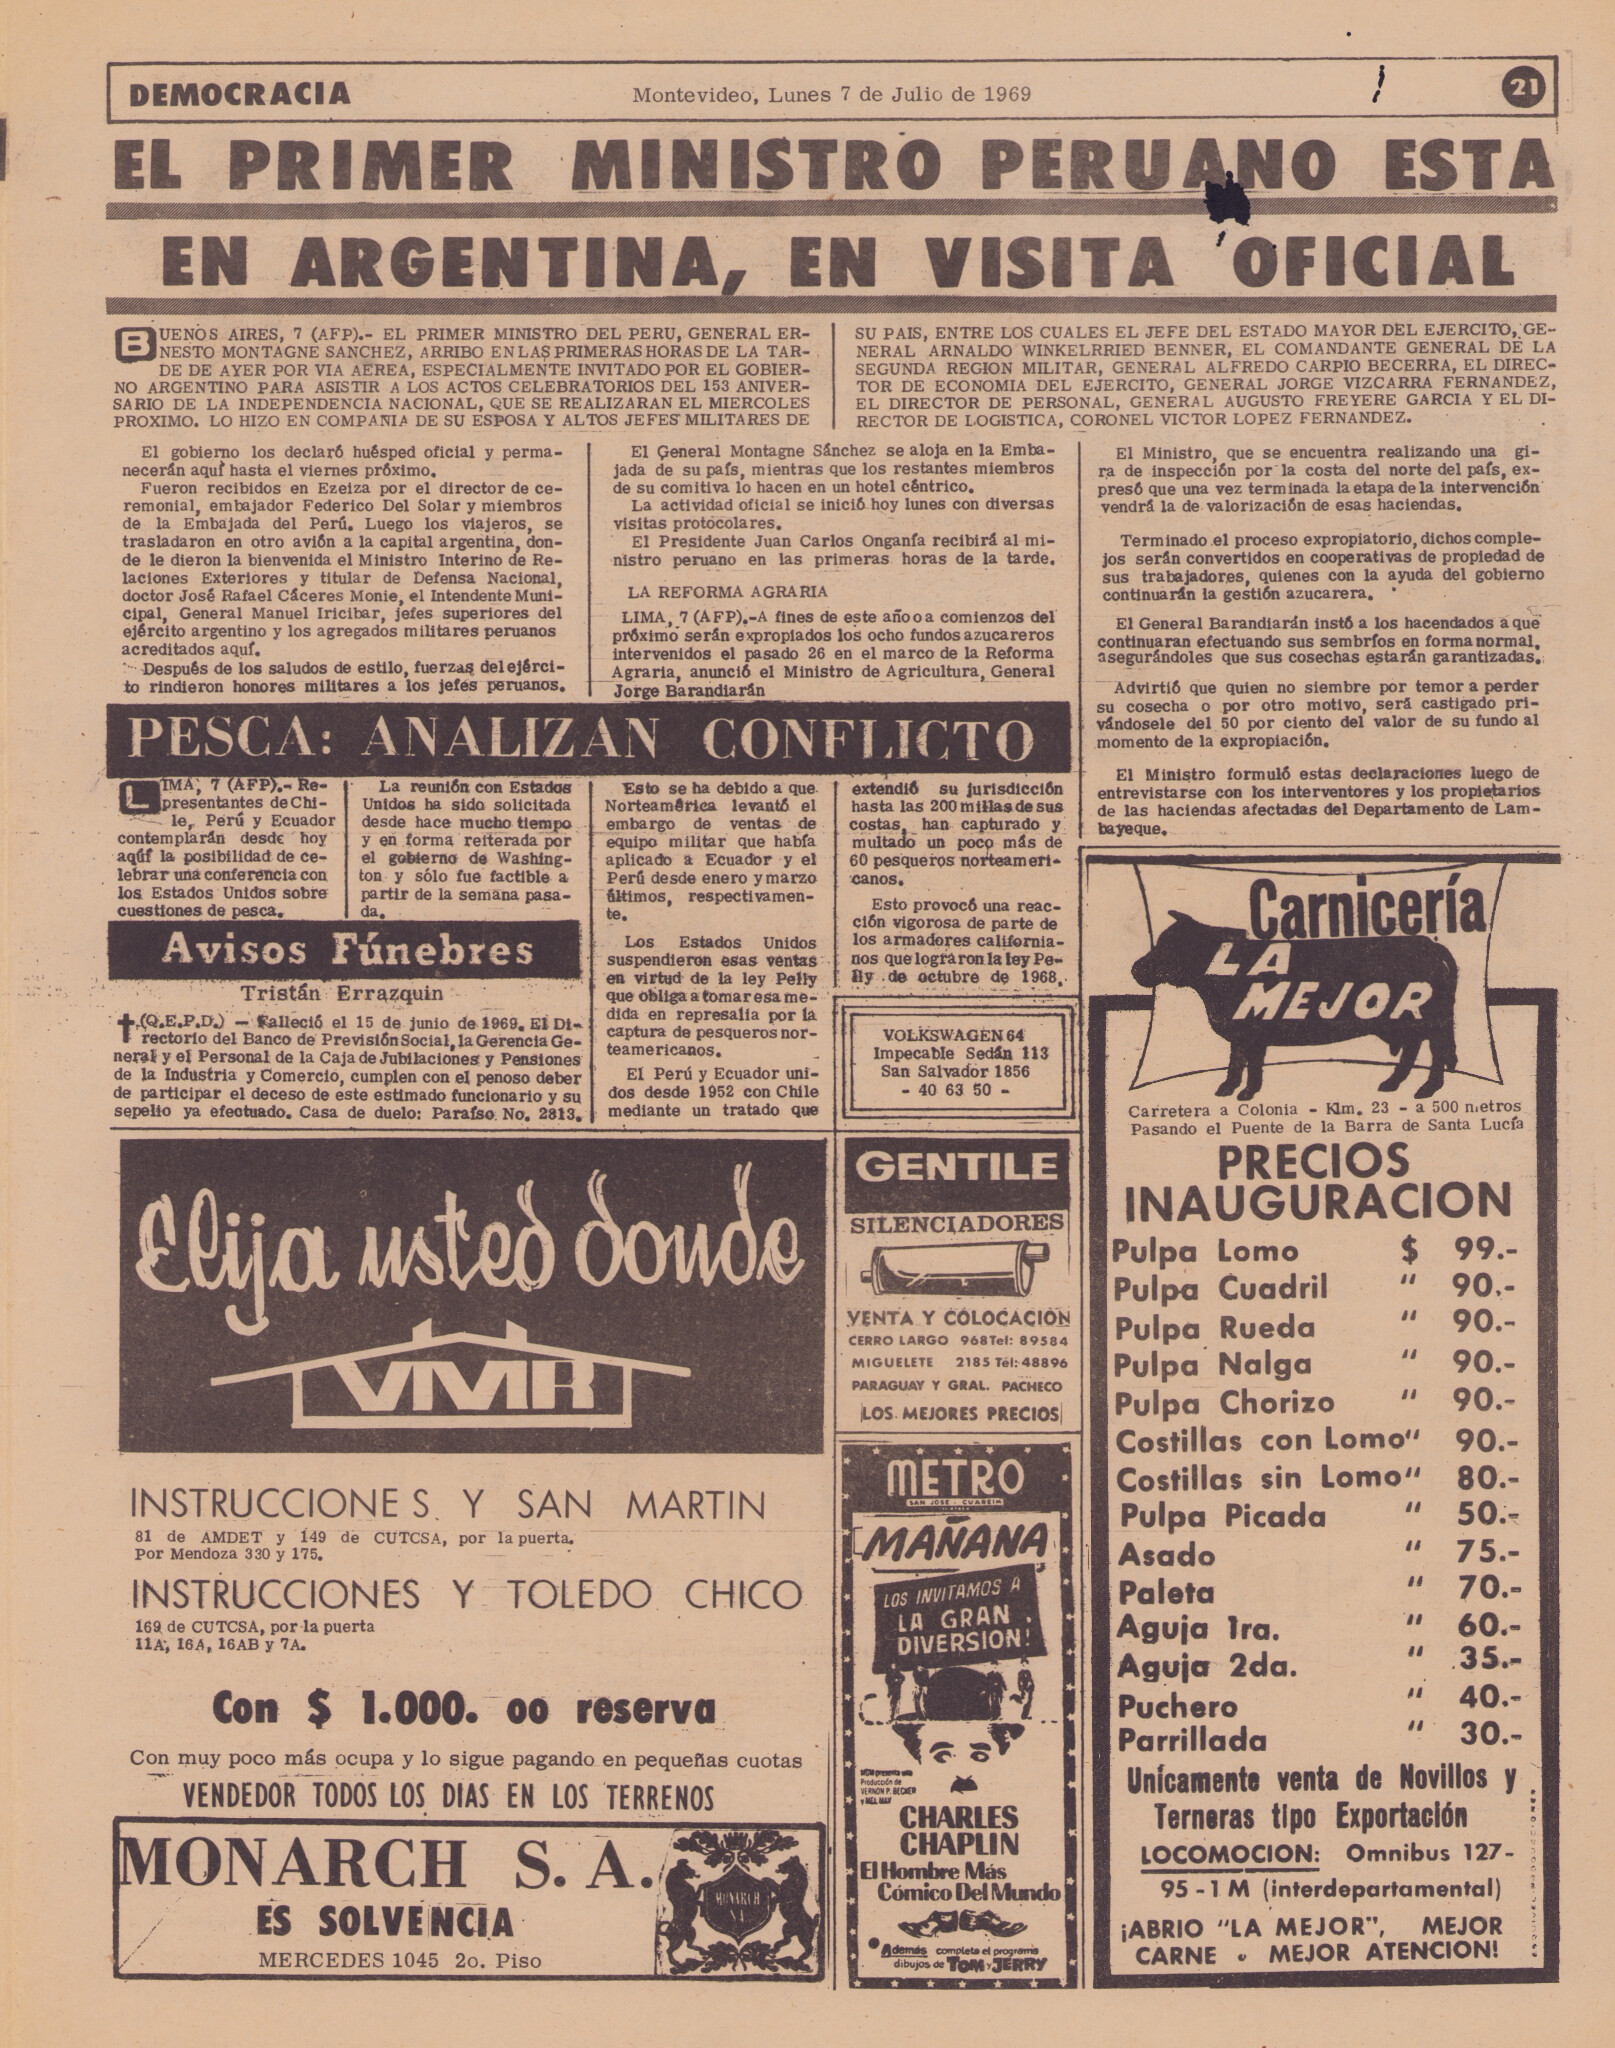 DEMOCRACIA
Montevideo, Lunes 7 de Julio de 1969
21
EL PRIMER MINISTRO PERUANO ESTA
EN ARGENTINA, EN VISITA OFICIAL
BUENOS AIRES, 7 (AFP).- EL PRIMER MINISTRO DEL PERU, GENERAL ER-
NESTO MONTAGNE SANCHEZ, ARRIBO EN LAS PRIMERAS HORAS DE LA TAR-
DE DE AYER POR VIA AEREA, ESPECIALMENTE INVITADO POR EL GOBIER-
NO ARGENTINO PARA ASISTIR A LOS ACTOS CELEBRATORIOS DEL 153 ANIVER-
SARIO DE LA INDEPENDENCIA NACIONAL, QUE SE REALIZARAN EL MIERCOLES
PROXIMO. LO HIZO EN COMPAÑIA DE SU ESPOSA Y ALTOS JEFES MILITARES DE
SU PAIS, ENTRE LOS CUALES EL JEFE DEL ESTADO MAYOR DEL EJERCITO, GE-
NERAL ARNALDO WINKELRRIED BENNER, EL COMANDANTE GENERAL DE LA
SEGUNDA REGION MILITAR, GENERAL ALFREDO CARPIO BECERRA, EL DIREC-
TOR DE ECONOMIA DEL EJERCITO, GENERAL JORGE VIZCARRA FERNANDEZ,
EL DIRECTOR DE PERSONAL, GENERAL AUGUSTO FREYERE GARCIA Y EL DI-
RECTOR DE LOGISTICA, CORONEL VICTOR LOPEZ FERNANDEZ.
El gobierno los declaró huésped oficial y perma-
necerán aquí hasta el viernes próximo.
Fueron recibidos en Ezeiza por el director de ce-
remonial, embajador Federico Del Solar y miembros
de la Embajada del Perú. Luego los viajeros, se
trasladaron en otro avión a la capital argentina, don-
de le dieron la bienvenida el Ministro Interino de Re-
laciones Exteriores y titular de Defensa Nacional,
doctor José Rafael Cáceres Monie, el Intendente Muni-
cipal, General Manuel Iricibar, jefes superiores del
ejército argentino y los agregados militares peruanos
acreditados aquí.
Después de los saludos de estilo, fuerzas del ejérci-
to rindieron honores militares a los jefes peruanos.
El General Montagne Sánchez se aloja en la Emba-
jada de su país, mientras que los restantes miembros
de su comitiva lo hacen en un hotel céntrico.
La actividad oficial se inició hoy lunes con diversas
visitas protocolares.
El Presidente Juan Carlos Onganía recibirá al mi-
nistro peruano en las primeras horas de la tarde.
LA REFORMA AGRARIA
LIMA, 7 (AFP).-A fines de este año o a comienzos del
próximo serán expropiados los ocho fundos azucareros
intervenidos el pasado 26 en el marco de la Reforma
Agraria, anunció el Ministro de Agricultura, General
Jorge Barandiarán
El Ministro, que se encuentra realizando una gi-
ra de inspección por la costa del norte del país, ex-
presó que una vez terminada la etapa de la intervención
vendrá la de valorización de esas haciendas.
Terminado el proceso expropiatorio, dichos comple-
jos serán convertidos en cooperativas de propiedad de
sus trabajadores, quienes con la ayuda del gobierno
continuarán la gestión azucarera.
El General Barandiarán instó a los hacendados a que
continuaran efectuando sus sembríos en forma normal,
asegurándoles que sus cosechas estarán garantizadas.
Advirtió que quien no siembre por temor a perder
su cosecha o por otro motivo, será castigado pri-
vándosele del 50 por ciento del valor de su fundo al
momento de la expropiación.
El Ministro formuló estas declaraciones luego de
entrevistarse con los interventores y los propietarios
de las haciendas afectadas del Departamento de Lam-
bayeque.
PESCA: ANALIZAN CONFLICTO
LIMA, 7 (AFP).- Re-
presentantes de Chi-
le, Perú y Ecuador
contemplarán desde hoy
aquíf la posibilidad de ce-
lebrar una conferencia con
los Estados Unidos sobre
cuestiones de pesca.
La reunión con Estados
Unidos ha sido solicitada
desde hace mucho tiempo
y en forma reiterada por
el gobierno de Washing-
ton y sólo fue factible a
partir de la semana pasa-
da.
Esto se ha debido a que
Norteamérica levantó el
embargo de ventas de
equipo militar que había
aplicado a Ecuador y el
Perú desde enero y marzo
últimos, respectivamen-
te.
Los Estados Unidos
suspendieron esas ventas
en virtud de la ley Pelly
que obliga a tomar esa me-
dida en represalia por la
captura de pesqueros nor-
teamericanos.
El Perú y Ecuador uni-
dos desde 1952 con Chile
mediante un tratado que
extendió su jurisdicción
hasta las 200 millas de sus
costas, han capturado y
multado un poco más de
60 pesqueros norteameri-
canos.
Esto provocó una reac-
ción vigorosa de parte de
los armadores california-
nos que lograron la ley Pe-
lly de octubre de 1968.
Avisos Fúnebres
Tristán Errazquin
(Q.E.P.D.) - Falleció el 15 de junio de 1969. El Di-
rectorio del Banco de Previsión Social, la Gerencia Ge-
neral y el Personal de la Caja de Jubilaciones y Pensiones
de la Industria y Comercio, cumplen con el penoso deber
de participar el deceso de este estimado funcionario y su
sepelio ya efectuado. Casa de duelo: Paraíso No. 2813.
VOLKSWAGEN 64
Impecable Sedán 113
San Salvador 1856
- 40 63 50 -
Elija usted donde
VIVIR
INSTRUCCIONES Y SAN MARTIN
81 de AMDET y 149 de CUTCSA, por la puerta.
Por Mendoza 330 y 175.
INSTRUCCIONES Y TOLEDO CHICO
169 de CUTCSA, por la puerta
11A, 16A, 16AB y 7A.
Con $ 1.000. oo reserva
Con muy poco más ocupa y lo sigue pagando en pequeñas cuotas
VENDEDOR TODOS LOS DIAS EN LOS TERRENOS
MONARCH S. A.
ES SOLVENCIA
MERCEDES 1045 2o. Piso
MONARCH
GENTILE
SILENCIADORES
VENTA Y COLOCACIÓN
CERRO LARGO 968 Tel: 89584
MIGUELETE 2185 Tél: 48896
PARAGUAY Y GRAL. PACHECO
LOS MEJORES PRECIOS
METRO
SAN JOSE - CUAREIM
MAÑANA
LOS INVITAMOS A
LA GRAN
DIVERSION!
MGM presenta una
Producción de
VERNON P. BECKER
y MEL MAY
CHARLES
CHAPLIN
El Hombre Más
Cómico Del Mundo
Además completa el programa
dibujos de TOM y JERRY
Carnicería
LA
MEJOR
Carretera a Colonia - Klm. 23 - a 500 metros
Pasando el Puente de la Barra de Santa Lucía
PRECIOS
INAUGURACION
Pulpa Lomo $ 99.-
Pulpa Cuadril " 90.-
Pulpa Rueda " 90.-
Pulpa Nalga " 90.-
Pulpa Chorizo " 90.-
Costillas con Lomo " 90.-
Costillas sin Lomo " 80.-
Pulpa Picada " 50.-
Asado " 75.-
Paleta " 70.-
Aguja 1ra. " 60.-
Aguja 2da. " 35.-
Puchero " 40.-
Parrillada " 30.-
Unícamente venta de Novillos y
Terneras tipo Exportación
LOCOMOCION: Omnibus 127-
95 - 1 M (interdepartamental)
¡ABRIO "LA MEJOR", MEJOR
CARNE • MEJOR ATENCION!